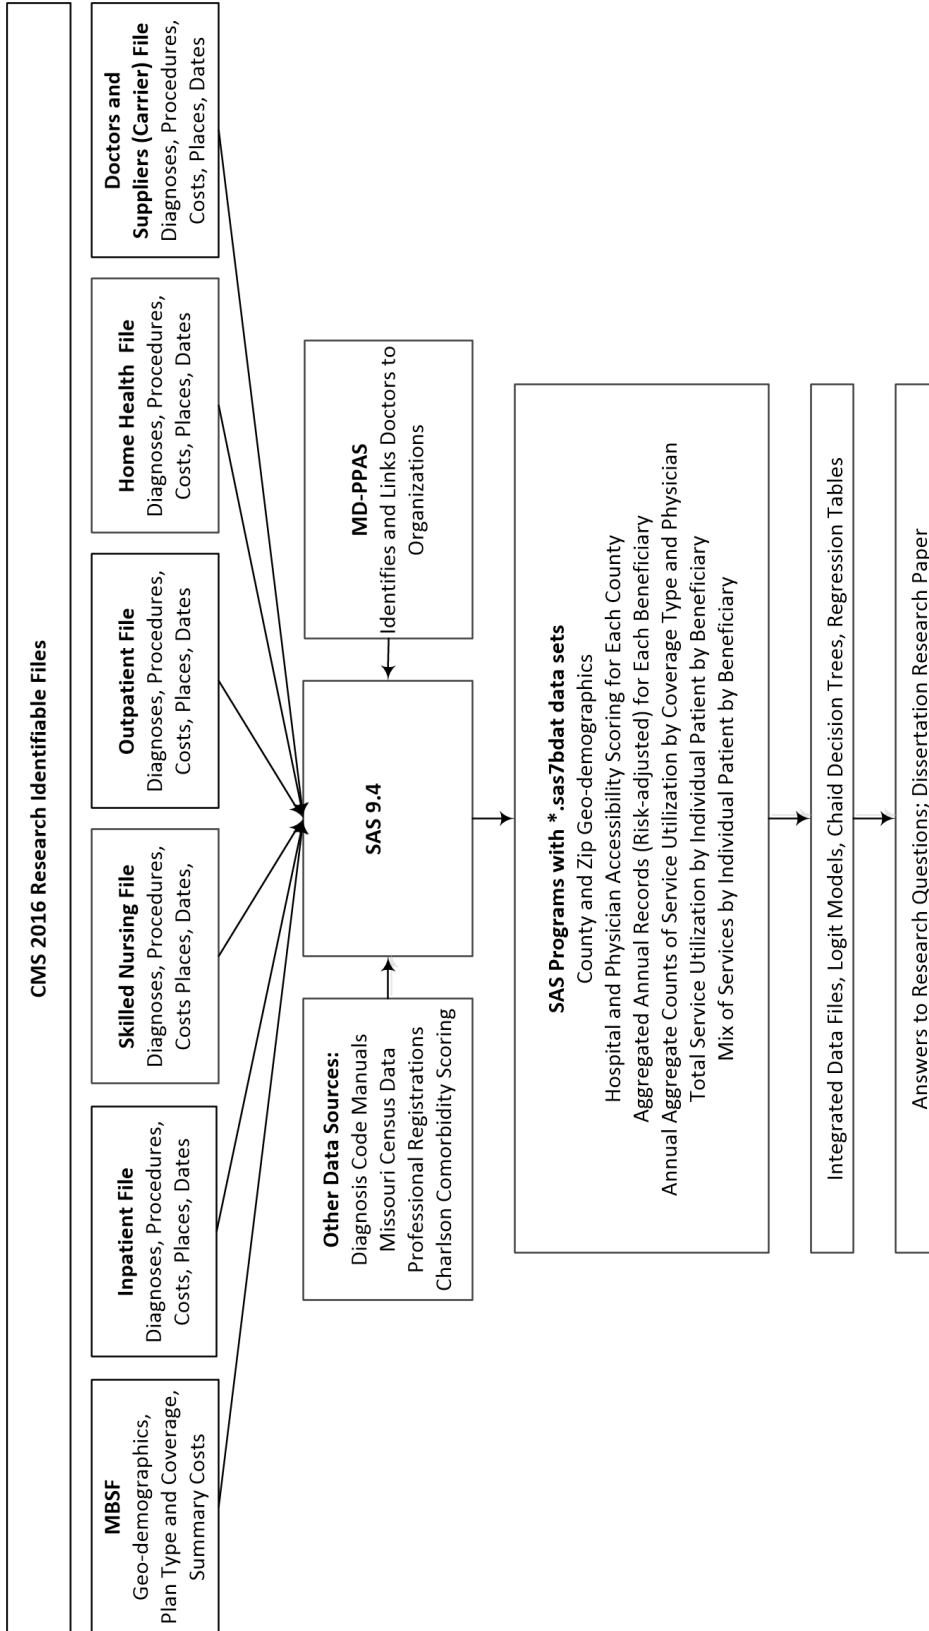 CMS 2016 Research Identifiable Files
MBSF
Geo-demographics,
Plan Type and Coverage,
Summary Costs
Inpatient File
Diagnoses, Procedures,
Costs, Places, Dates
Skilled Nursing File
Diagnoses, Procedures,
Costs Places, Dates,
Outpatient File
Diagnoses, Procedures,
Costs, Places, Dates
Home Health File
Diagnoses, Procedures,
Costs, Places, Dates
Doctors and
Suppliers (Carrier) File
Diagnoses, Procedures,
Costs, Places, Dates
Other Data Sources:
Diagnosis Code Manuals
Missouri Census Data
Professional Registrations
Charlson Comorbidity Scoring
SAS 9.4
MD-PPAS
Identifies and Links Doctors to
Organizations
SAS Programs with *.sas7bdat data sets
County and Zip Geo-demographics
Hospital and Physician Accessibility Scoring for Each County
Aggregated Annual Records (Risk-adjusted) for Each Beneficiary
Annual Aggregate Counts of Service Utilization by Coverage Type and Physician
Total Service Utilization by Individual Patient by Beneficiary
Mix of Services by Individual Patient by Beneficiary
Integrated Data Files, Logit Models, Chaid Decision Trees, Regression Tables
Answers to Research Questions; Dissertation Research Paper